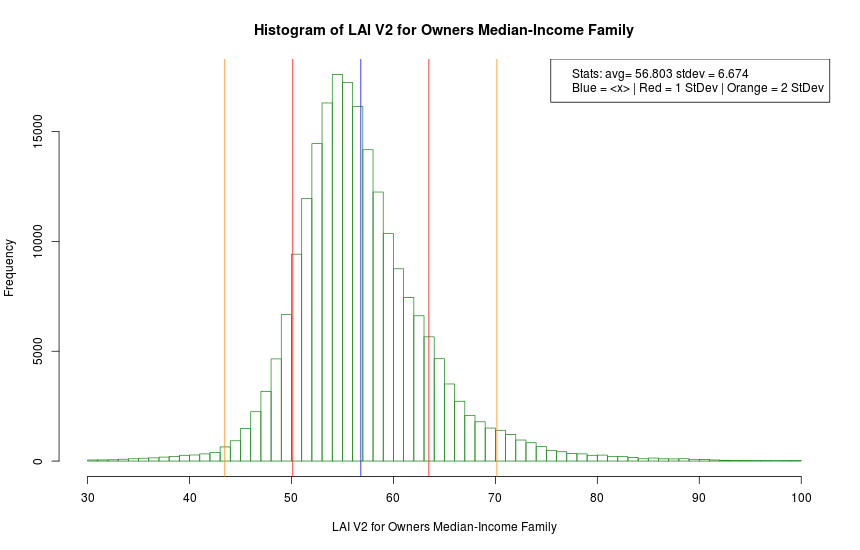 Histogram of LAI V2 for Owners Median-Income Family
Stats: avg= 56.803 stdev = 6.674
Blue = <x> | Red = 1 StDev | Orange = 2 StDev
Frequency
15000
10000
5000
0
30 40 50 60 70 80 90 100
LAI V2 for Owners Median-Income Family